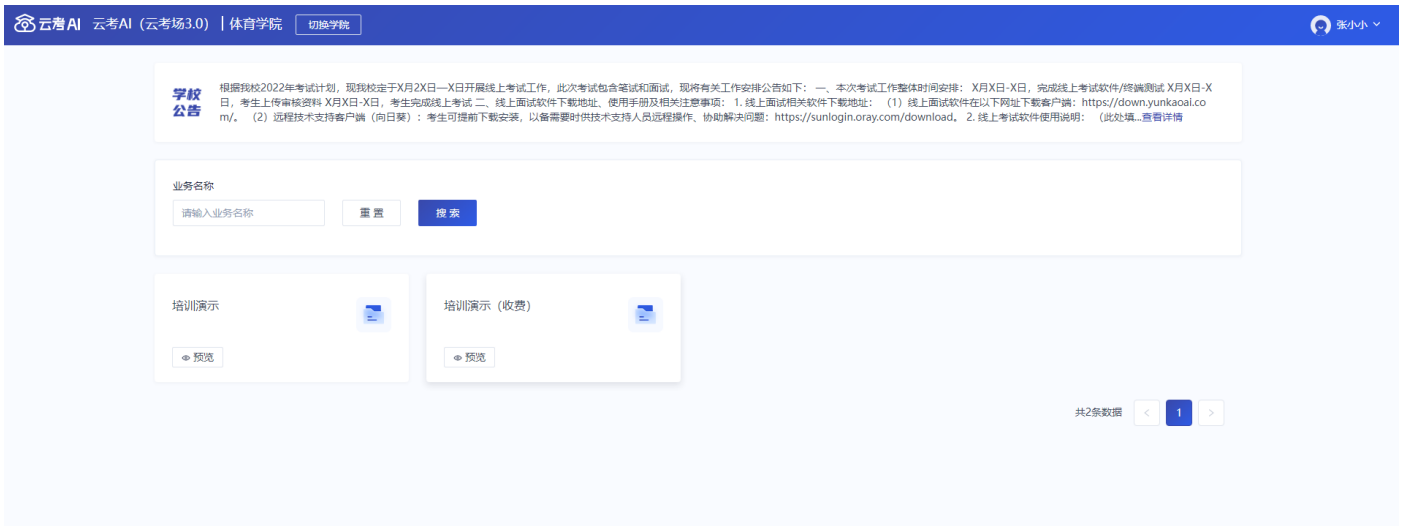 云考AI 云考AI（云考场3.0） | 体育学院 切换学院 张小小
学校
公告
根据我校2022年考试计划，现我校定于X月2X日—X日开展线上考试工作，此次考试包含笔试和面试，现将有关工作安排公告如下： 一、本次考试工作整体时间安排： X月X日-X日，完成线上考试软件/终端测试 X月X日-X
日，考生上传审核资料 X月X日-X日，考生完成线上考试 二、线上面试软件下载地址、使用手册及相关注意事项： 1. 线上面试相关软件下载地址： （1）线上面试软件在以下网址下载客户端：https://down.yunkaoai.co
m/。 （2）远程技术支持客户端（向日葵）：考生可提前下载安装，以备需要时供技术支持人员远程操作、协助解决问题：https://sunlogin.oray.com/download。 2. 线上考试软件使用说明： （此处填...查看详情
业务名称
请输入业务名称 重 置 搜 索
培训演示
预览
培训演示（收费）
预览
共2条数据 < 1 >